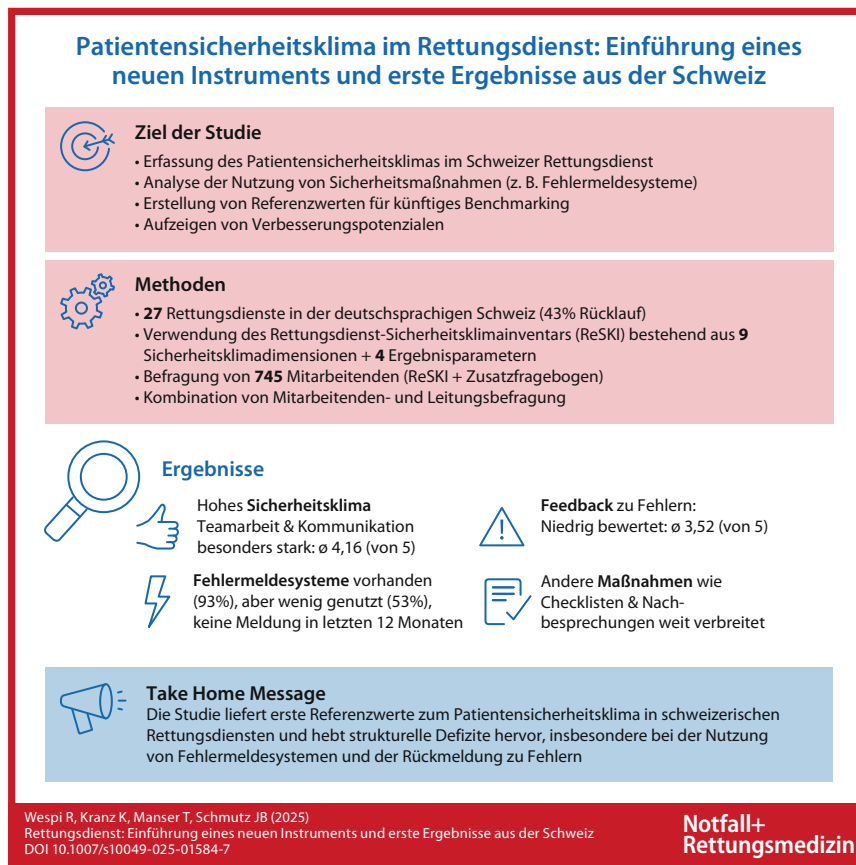 Patientensicherheitsklima im Rettungsdienst: Einführung eines
neuen Instruments und erste Ergebnisse aus der Schweiz
Ziel der Studie
• Erfassung des Patientensicherheitsklimas im Schweizer Rettungsdienst
• Analyse der Nutzung von Sicherheitsmaßnahmen (z. B. Fehlermeldesysteme)
• Erstellung von Referenzwerten für künftiges Benchmarking
• Aufzeigen von Verbesserungspotenzialen
Methoden
• 27 Rettungsdienste in der deutschsprachigen Schweiz (43% Rücklauf)
• Verwendung des Rettungsdienst-Sicherheitsklimainventars (ReSKI) bestehend aus 9
Sicherheitsklimadimensionen + 4 Ergebnisparametern
• Befragung von 745 Mitarbeitenden (ReSKI + Zusatzfragebogen)
• Kombination von Mitarbeitenden- und Leitungsbefragung
Ergebnisse
Hohes Sicherheitsklima
Teamarbeit & Kommunikation
besonders stark: ø 4,16 (von 5)
Feedback zu Fehlern:
Niedrig bewertet: ø 3,52 (von 5)
Fehlermeldesysteme vorhanden
(93%), aber wenig genutzt (53%),
keine Meldung in letzten 12 Monaten
Andere Maßnahmen wie
Checklisten & Nach-
besprechungen weit verbreitet
Take Home Message
Die Studie liefert erste Referenzwerte zum Patientensicherheitsklima in schweizerischen
Rettungsdiensten und hebt strukturelle Defizite hervor, insbesondere bei der Nutzung
von Fehlermeldesystemen und der Rückmeldung zu Fehlern
Wespi R, Kranz K, Manser T, Schmutz JB (2025)
Rettungsdienst: Einführung eines neuen Instruments und erste Ergebnisse aus der Schweiz
DOI 10.1007/s10049-025-01584-7
Notfall+
Rettungsmedizin